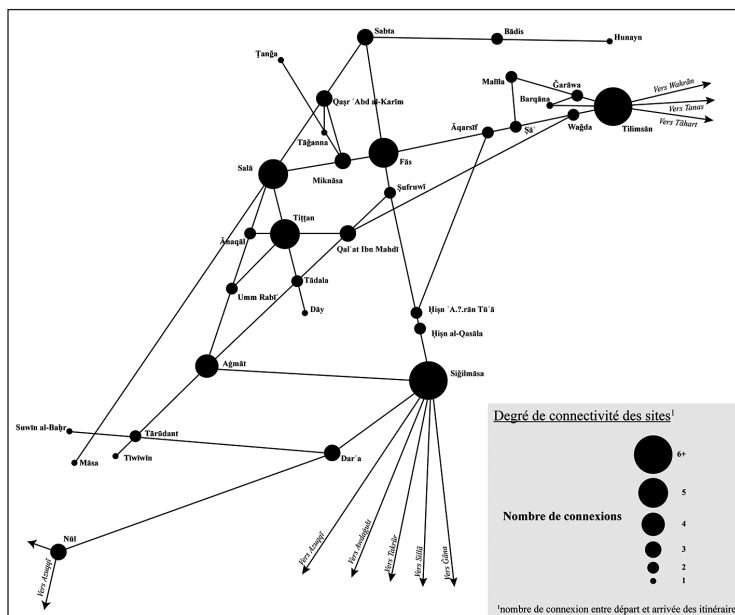 Sabta
Bādis
Hunayn
Ṭanğa
Malīla
Ğarāwa
Vers Wahrān
Qaṣr ʿAbd al-Karīm
Barqāna
Vers Tanas
Tilimsān
Vers Tāhart
Tāğanna
Āqarsīf
Ṣāʿ
Wağda
Fās
Salā
Miknāsa
Ṣufruwī
Tiṭṭan
Ānaqāl
Qalʿat Ibn Mahdī
Tādala
Umm Rabīʿ
Dāy
Ḥiṣn al-Qasāla
Aġmāt
Siğilmāsa
Suwīn al-Baḥr
Tārūdant
Māsa
Tīwīwīn
Darʿa
Nūl
Vers Azuqqī
Vers Azuqqī
Vers Awdaġušt
Vers Takrūr
Vers Sillā
Vers Ġāna
Degré de connectivité des sites¹
6+
5
Nombre de connexions
4
3
2
1
¹nombre de connexion entre départ et arrivée des itinéraire